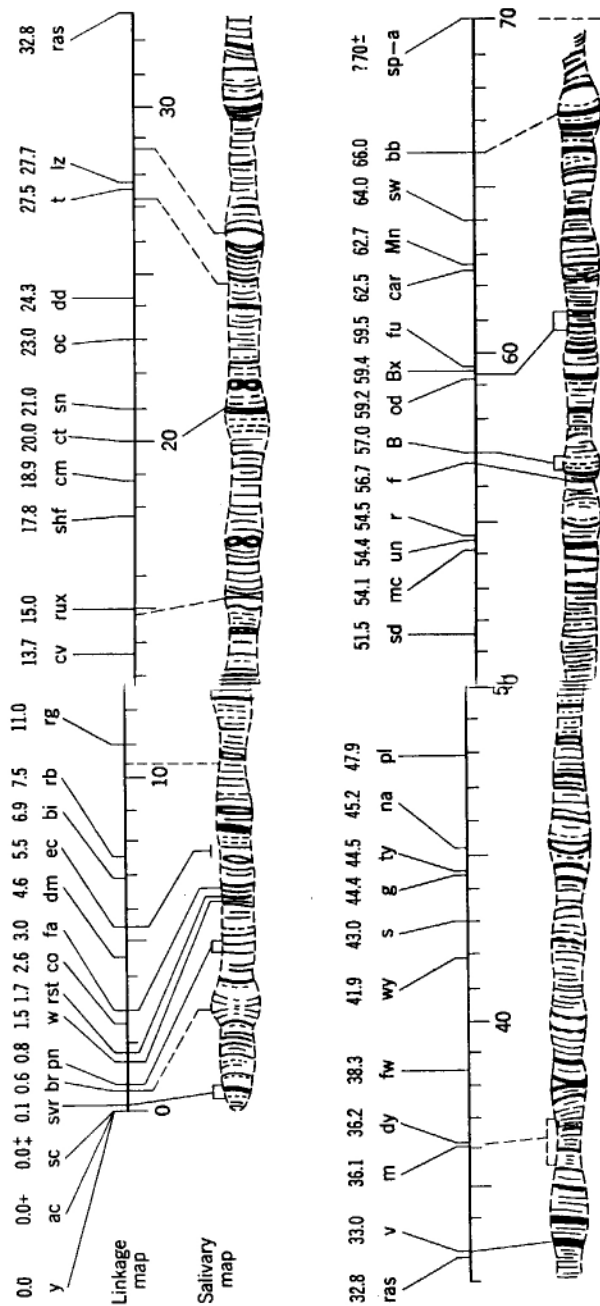 0.0 0.0+ 0.0± 0.1 0.6 0.8 1.5 1.7 2.6 3.0 4.6 5.5 6.9 7.5 11.0 13.7 15.0 17.8 18.9 20.0 21.0 23.0 24.3 27.5 27.7 32.8
y ac sc svr br pn w rst co fa dm ec bi rb rg cv rux shf cm ct sn oc dd t lz ras
Linkage map
0 10 20 30
Salivary map
32.8 33.0 36.1 36.2 38.3 41.9 43.0 44.4 44.5 45.2 47.9 51.5 54.1 54.4 54.5 56.7 57.0 59.2 59.4 59.5 62.5 62.7 64.0 66.0 ?70±
ras v m dy fw wy s g ty na pl sd mc un r f B od Bx fu car Mn sw bb sp-a
40 50 60 70